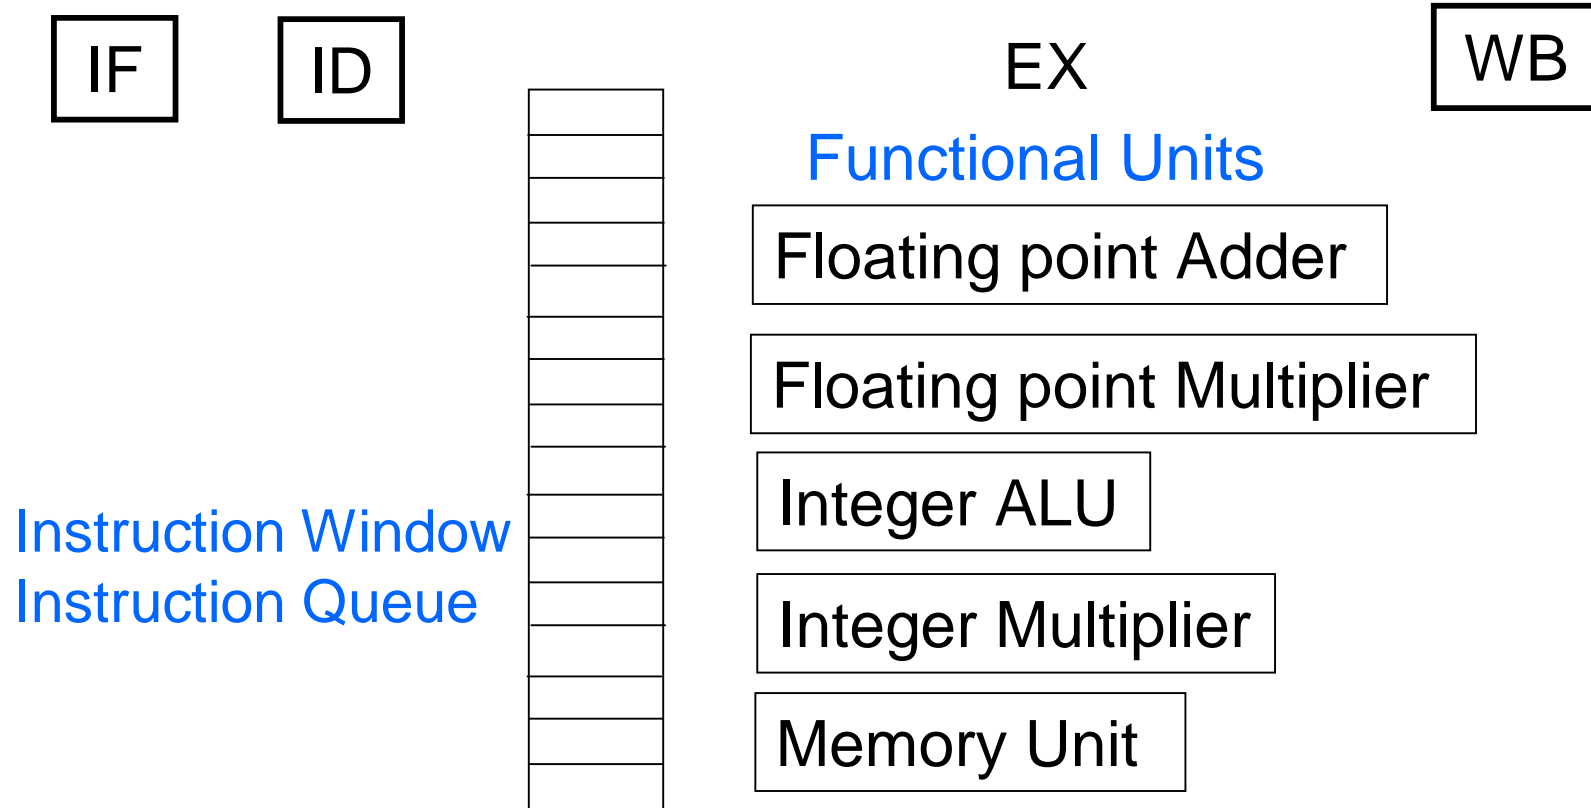 IF
ID
EX
WB
Functional Units
Floating point Adder
Floating point Multiplier
Integer ALU
Integer Multiplier
Memory Unit
Instruction Window
Instruction Queue